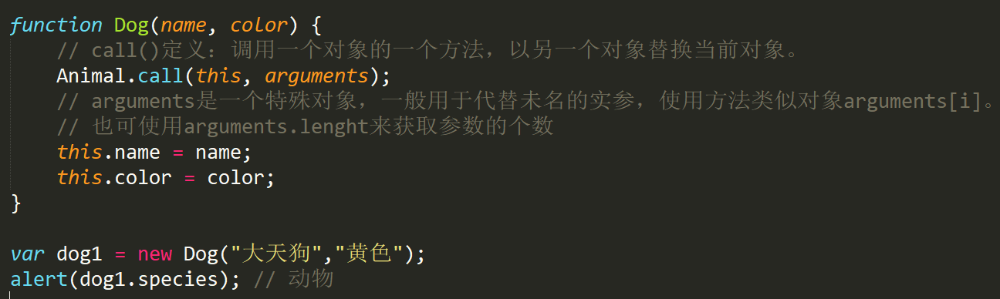 function Dog(name, color) {
    // call()定义：调用一个对象的一个方法，以另一个对象替换当前对象。
    Animal.call(this, arguments);
    // arguments是一个特殊对象，一般用于代替未名的实参，使用方法类似对象arguments[i]。
    // 也可使用arguments.lenght来获取参数的个数
    this.name = name;
    this.color = color;
}

var dog1 = new Dog("大天狗","黄色");
alert(dog1.species); // 动物